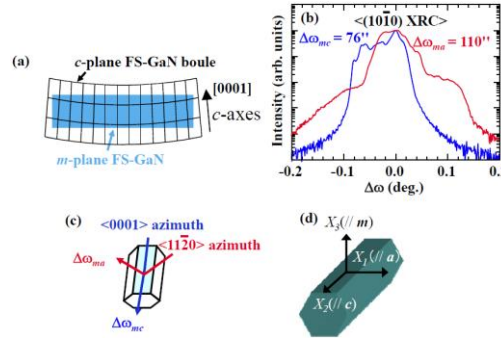 (a)
c-plane FS-GaN boule
[0001]
c-axes
m-plane FS-GaN
(b)
<(101̄0) XRC>
Δω_mc = 76''
Δω_ma = 110''
Intensity (arb. units)
-0.2 -0.1 0.0 0.1 0.2
Δω (deg.)
(c)
<0001> azimuth
<112̄0> azimuth
Δω_ma
Δω_mc
(d)
X_3(// m)
X_1(// a)
X_2(// c)